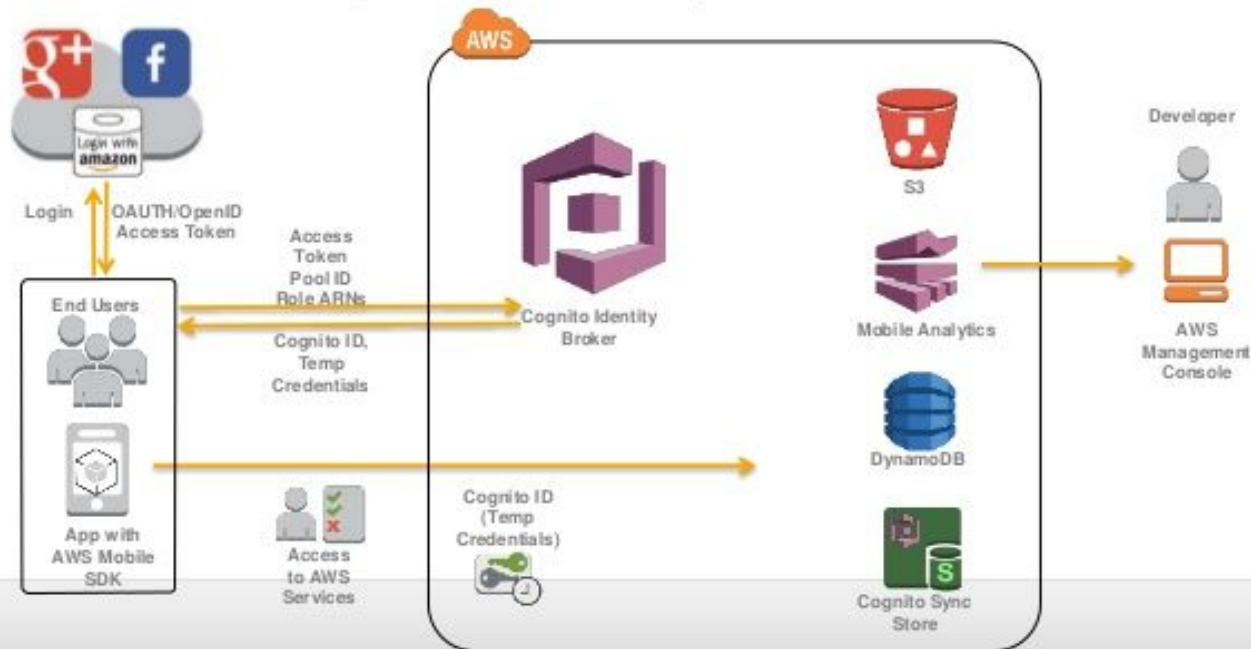 AWS
g+
f
Login with
amazon
Login
OAUTH/OpenID
Access Token
Access
Token
Pool ID
Role ARNs
Cognito ID,
Temp
Credentials
End Users
App with
AWS Mobile
SDK
Access
to AWS
Services
Cognito Identity
Broker
Cognito ID
(Temp
Credentials)
S3
Mobile Analytics
DynamoDB
S
Cognito Sync
Store
Developer
AWS
Management
Console